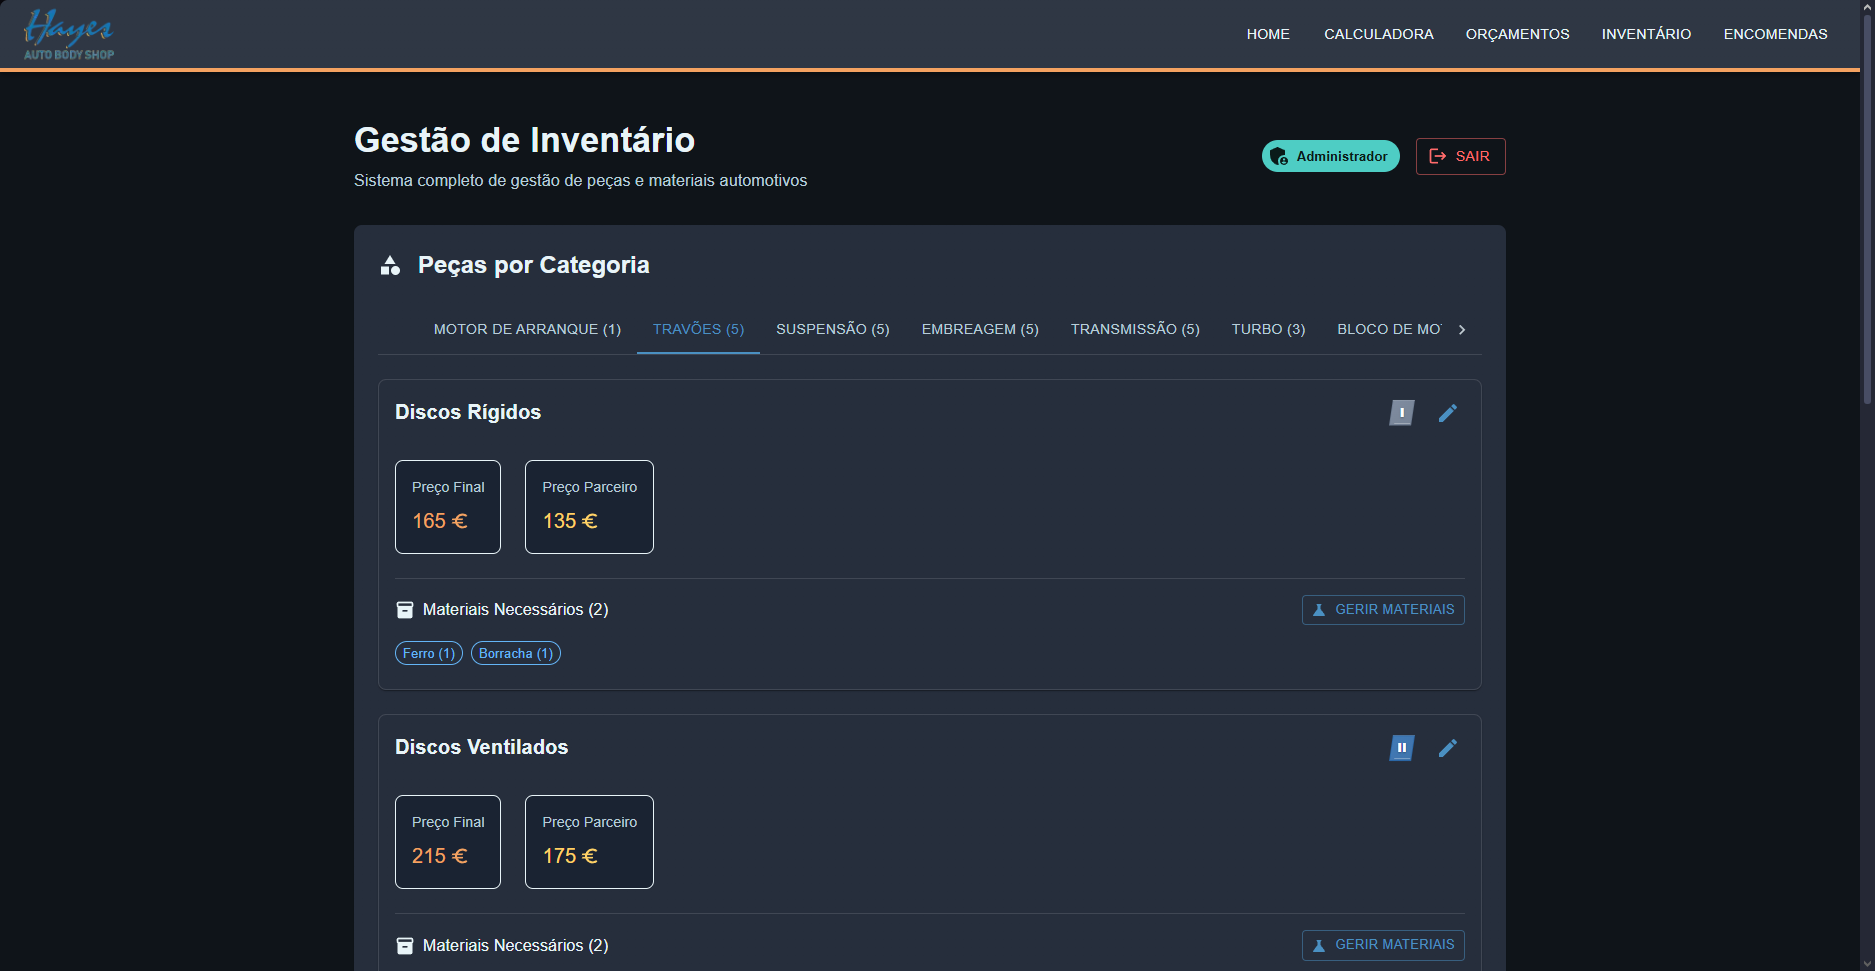 Hayes
AUTO BODY SHOP
HOME CALCULADORA ORÇAMENTOS INVENTÁRIO ENCOMENDAS
Gestão de Inventário
Sistema completo de gestão de peças e materiais automotivos
Administrador
SAIR
Peças por Categoria
MOTOR DE ARRANQUE (1) TRAVÕES (5) SUSPENSÃO (5) EMBREAGEM (5) TRANSMISSÃO (5) TURBO (3) BLOCO DE MO
Discos Rígidos
I
Preço Final
165 €
Preço Parceiro
135 €
Materiais Necessários (2)
GERIR MATERIAIS
Ferro (1) Borracha (1)
Discos Ventilados
II
Preço Final
215 €
Preço Parceiro
175 €
Materiais Necessários (2)
GERIR MATERIAIS